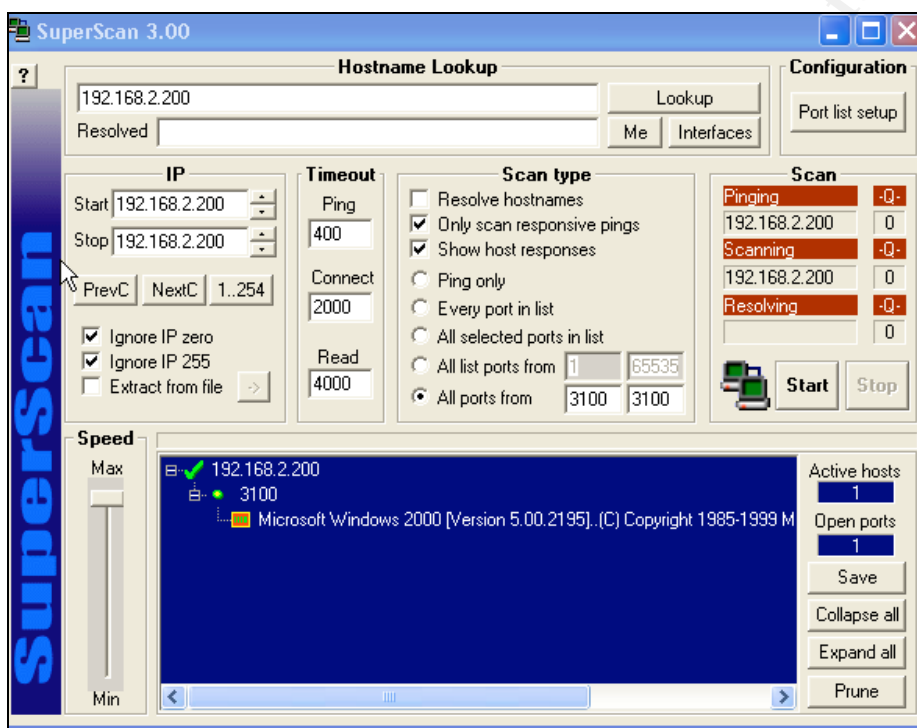 SuperScan 3.00
?
Hostname Lookup
192.168.2.200
Lookup
Resolved
Me
Interfaces
Configuration
Port list setup
IP
Start 192.168.2.200
Stop 192.168.2.200
PrevC
NextC
1..254
Ignore IP zero
Ignore IP 255
Extract from file
->
Timeout
Ping
400
Connect
2000
Read
4000
Scan type
Resolve hostnames
Only scan responsive pings
Show host responses
Ping only
Every port in list
All selected ports in list
All list ports from 1 65535
All ports from 3100 3100
Scan
Pinging -Q-
192.168.2.200 0
Scanning -Q-
192.168.2.200 0
Resolving -Q-
0
Start
Stop
SuperScan
Speed
Max
Min
192.168.2.200
3100
Microsoft Windows 2000 [Version 5.00.2195]..(C) Copyright 1985-1999 M
Active hosts
1
Open ports
1
Save
Collapse all
Expand all
Prune